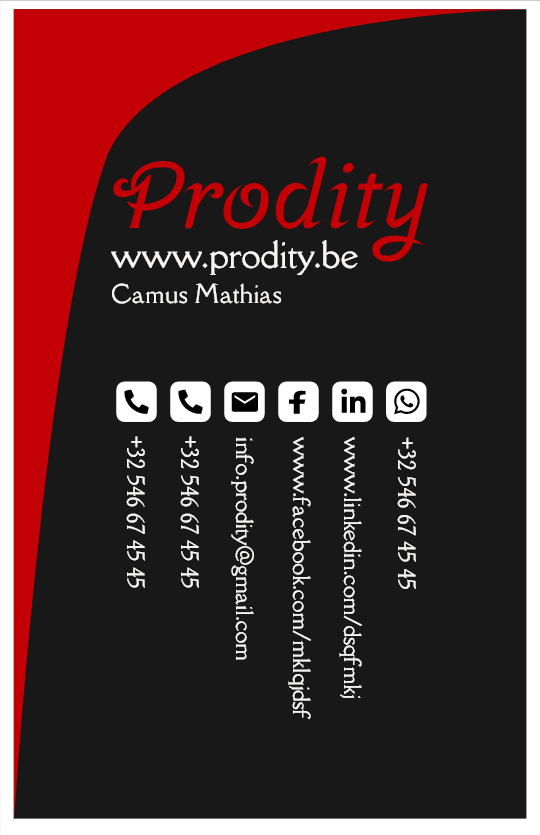 Prodity
www.prodity.be
Camus Mathias
+32 546 67 45 45
+32 546 67 45 45
info.prodity@gmail.com
www.facebook.com/mklqjdsf
www.linkedin.com/dsqfmkj
+32 546 67 45 45